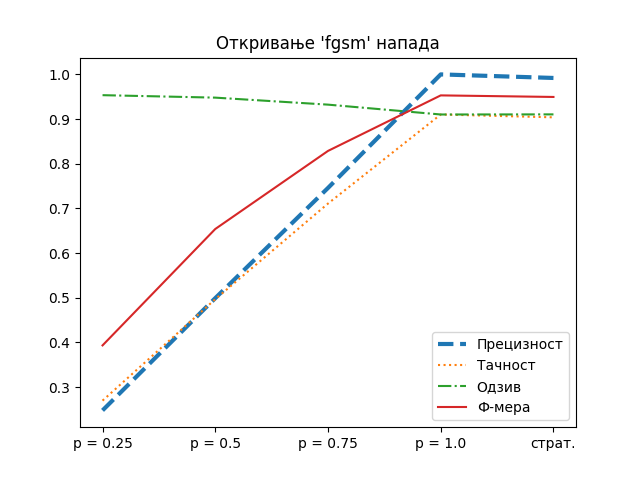 Откривање 'fgsm' напада
1.0
0.9
0.8
0.7
0.6
0.5
0.4
0.3
p = 0.25 p = 0.5 p = 0.75 p = 1.0 страт.
Прецизност
Тачност
Одзив
Ф-мера